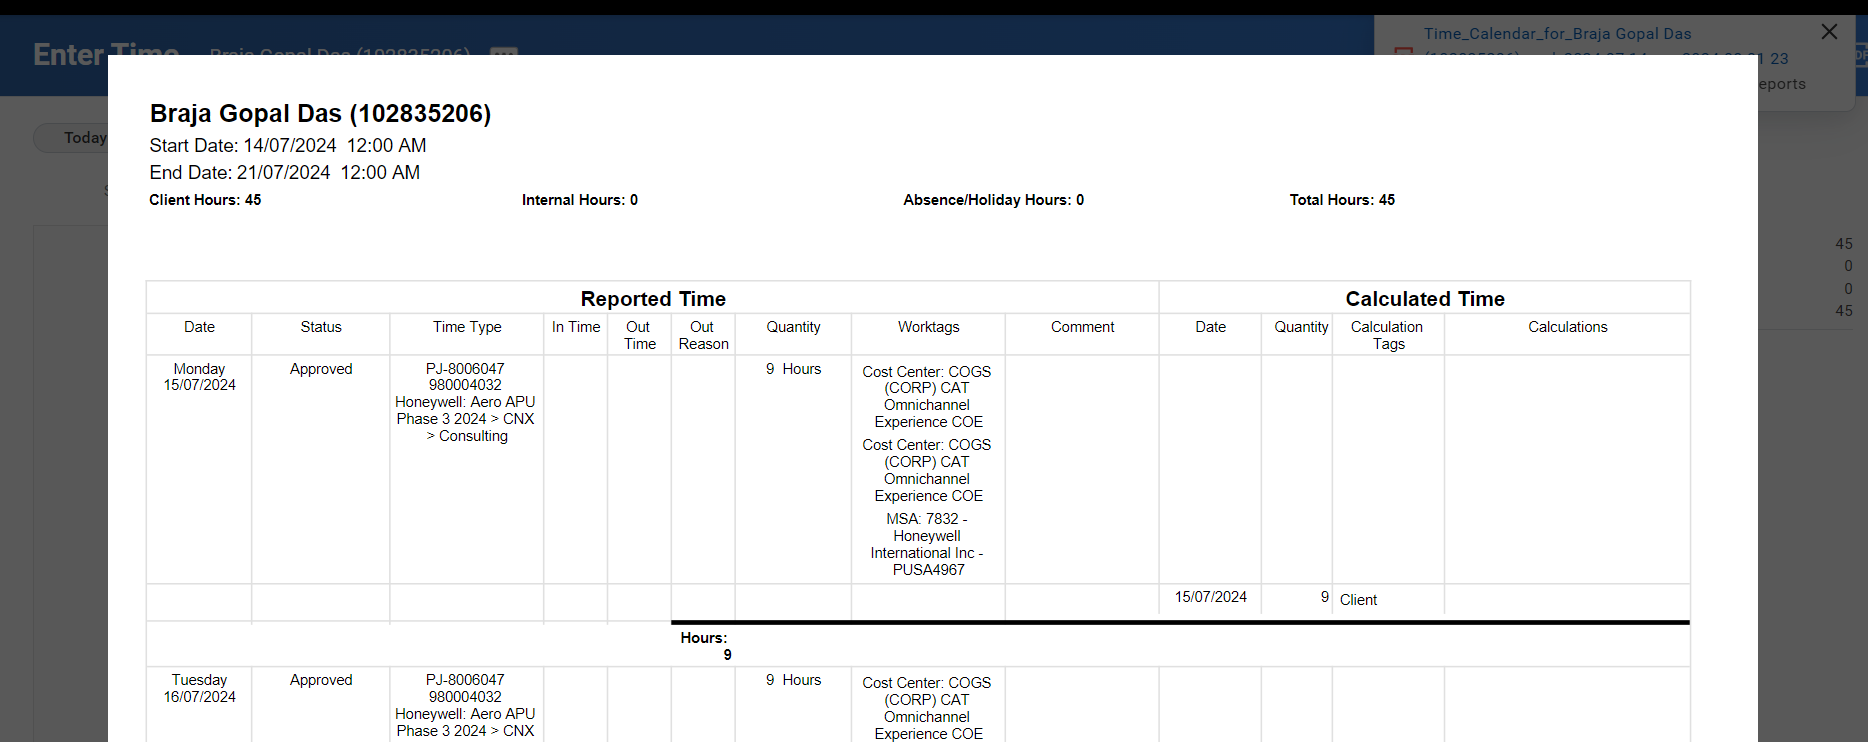 Enter Time
Braja Gopal Das (102835206)
Time_Calendar_for_Braja Gopal Das
23
eports
Today
Braja Gopal Das (102835206)
Start Date: 14/07/2024 12:00 AM
End Date: 21/07/2024 12:00 AM
Client Hours: 45
Internal Hours: 0
Absence/Holiday Hours: 0
Total Hours: 45
45
0
0
45
Reported Time
Calculated Time
Date
Status
Time Type
In Time
Out
Time
Out
Reason
Quantity
Worktags
Comment
Date
Quantity
Calculation
Tags
Calculations
Monday
15/07/2024
Approved
PJ-8006047
980004032
Honeywell: Aero APU
Phase 3 2024 > CNX
> Consulting
9 Hours
Cost Center: COGS
(CORP) CAT
Omnichannel
Experience COE
Cost Center: COGS
(CORP) CAT
Omnichannel
Experience COE
MSA: 7832 -
Honeywell
International Inc -
PUSA4967
15/07/2024
9
Client
Hours:
9
Tuesday
16/07/2024
Approved
PJ-8006047
980004032
Honeywell: Aero APU
Phase 3 2024 > CNX
9 Hours
Cost Center: COGS
(CORP) CAT
Omnichannel
Experience COE